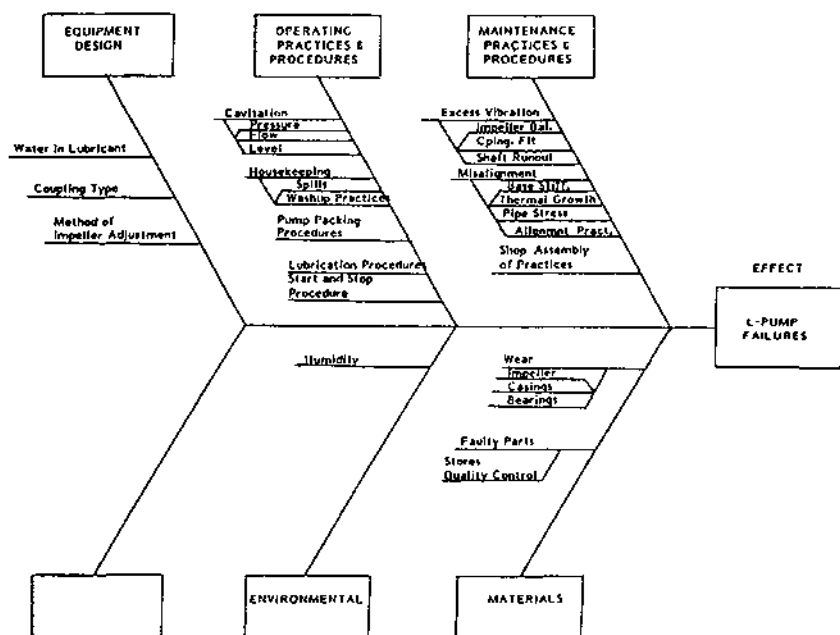 EQUIPMENT
DESIGN
OPERATING
PRACTICES &
PROCEDURES
MAINTENANCE
PRACTICES &
PROCEDURES
Water In Lubricant
Coupling Type
Method of
Impeller Adjustment
Cavitation
Pressure
Flow
Level
Housekeeping
Spills
Washup Practices
Pump Packing
Procedures
Lubrication Procedures
Start and Stop
Procedure
Excess Vibration
Impeller Bal.
Cplng. Fit
Shaft Runout
Misalignment
Base Stiff.
Thermal Growth
Pipe Stress
Alignmnt Pract.
Shop Assembly
of Practices
EFFECT
L-PUMP
FAILURES
Humidity
Wear
Impeller
Casings
Bearings
Faulty Parts
Stores
Quality Control
ENVIRONMENTAL
MATERIALS